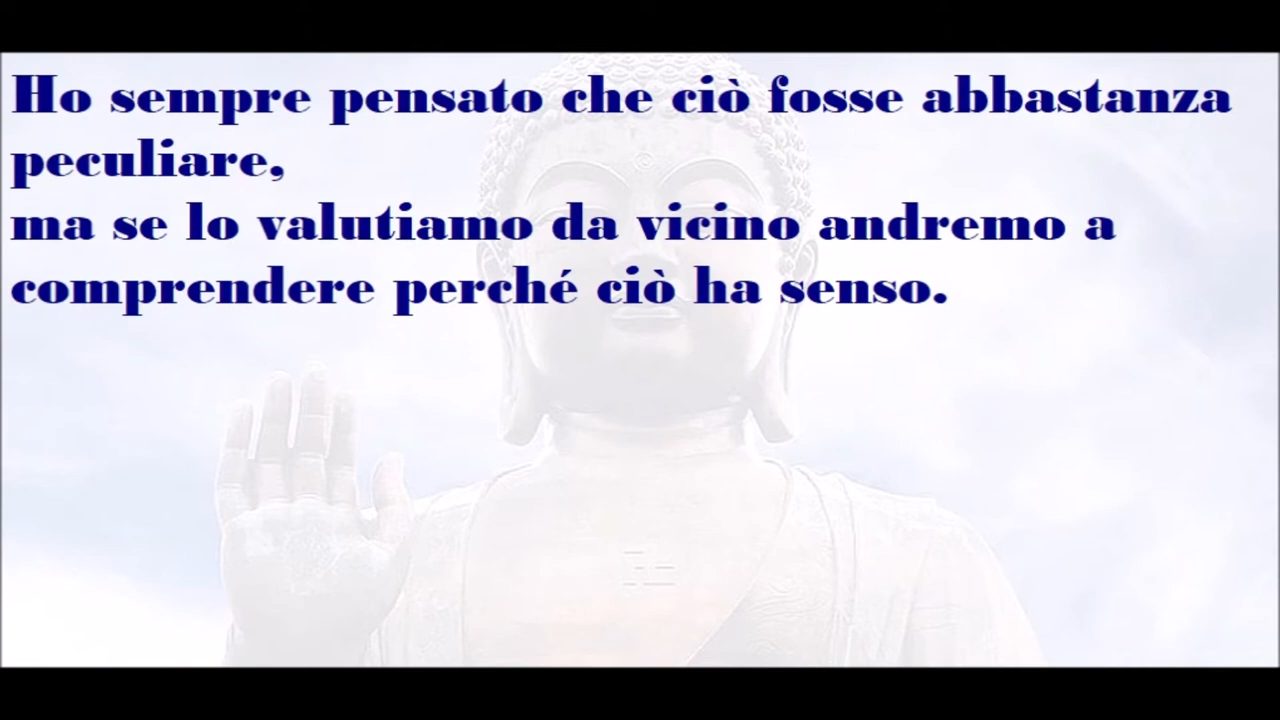 Ho sempre pensato che ciò fosse abbastanza
peculiare,
ma se lo valutiamo da vicino andremo a
comprendere perché ciò ha senso.